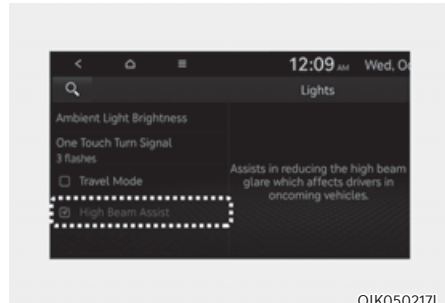 12:09 AM Wed, Oc
Lights
Ambient Light Brightness
One Touch Turn Signal
3 flashes
Travel Mode
High Beam Assist
Assists in reducing the high beam
glare which affects drivers in
oncoming vehicles.
OJK050217L